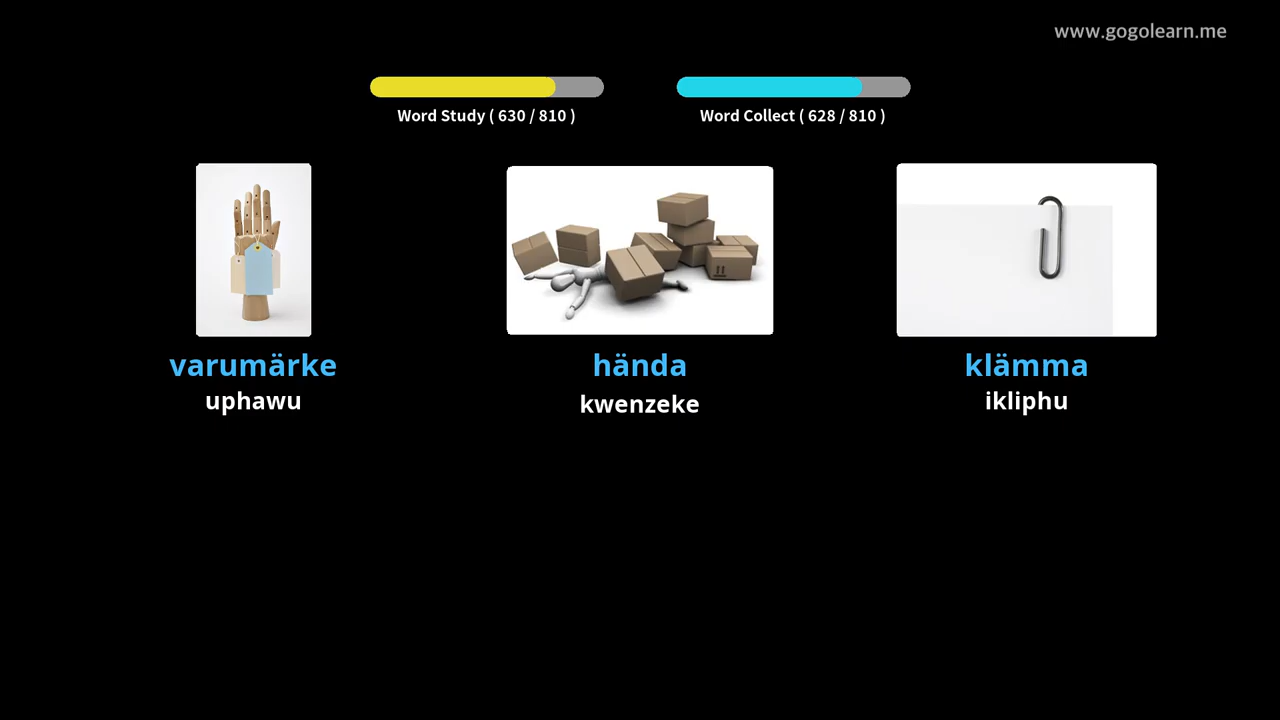 www.gogolearn.me
Word Study ( 630 / 810 )
Word Collect ( 628 / 810 )
varumärke
hända
klämma
uphawu
kwenzeke
ikliphu